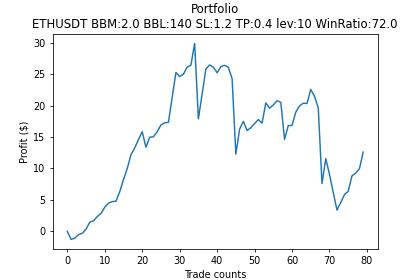 Portfolio
ETHUSDT BBM:2.0 BBL:140 SL:1.2 TP:0.4 lev:10 WinRatio:72.0
30
25
20
15
10
5
0
Profit ($)
0 10 20 30 40 50 60 70 80
Trade counts